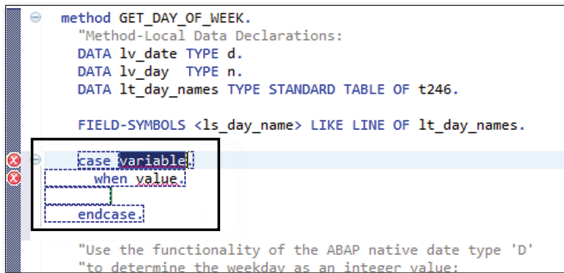 method GET_DAY_OF_WEEK.
"Method-Local Data Declarations:
DATA lv_date TYPE d.
DATA lv_day TYPE n.
DATA lt_day_names TYPE STANDARD TABLE OF t246.
FIELD-SYMBOLS <ls_day_name> LIKE LINE OF lt_day_names.
case variable.
when value.
endcase.
"Use the functionality of the ABAP native date type 'D'
"to determine the weekday as an integer value: